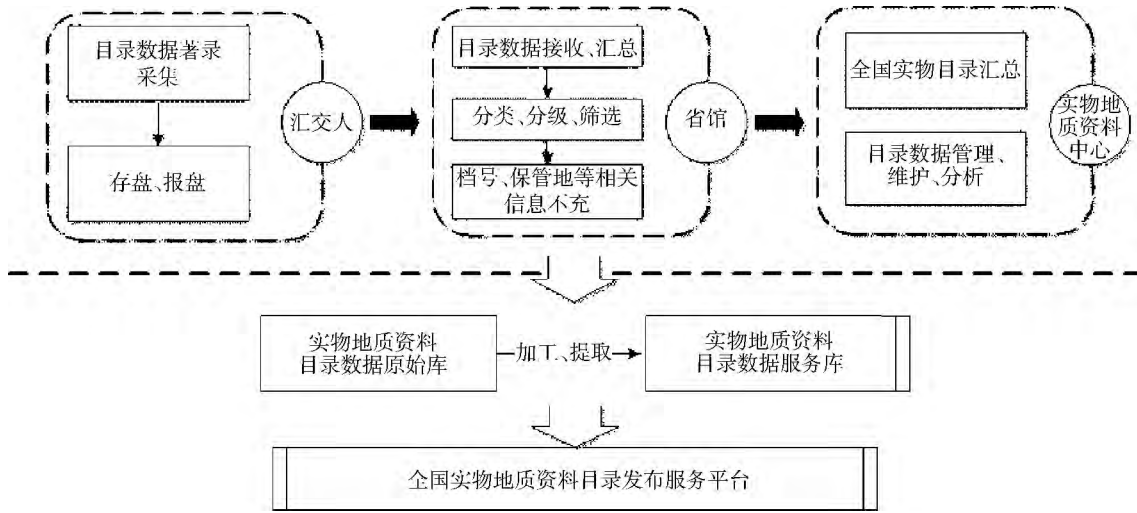 目录数据著录
采集
存盘、报盘
汇交人
目录数据接收、汇总
分类、分级、筛选
档号、保管地等相关
信息不充
省馆
全国实物目录汇总
目录数据管理、
维护、分析
实物地
质资料
中心
实物地质资料
目录数据原始库
加工、提取
实物地质资料
目录数据服务库
全国实物地质资料目录发布服务平台